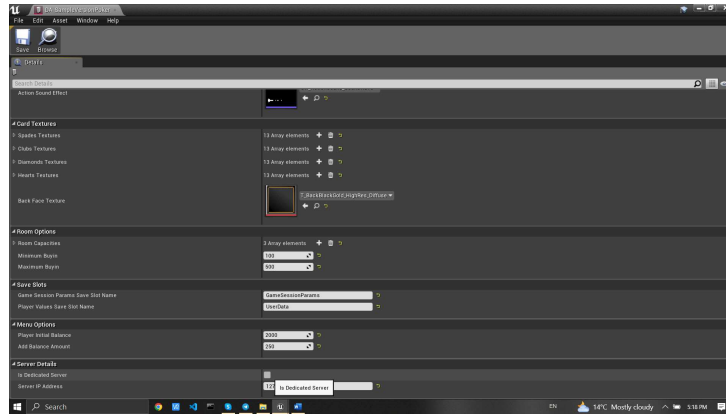 DA_GameplaySessionPoker
File Edit Asset Window Help
Save Browse
Details
Search Details
Action Sound Effect
Card Textures
Spades Textures 13 Array elements
Clubs Textures 13 Array elements
Diamonds Textures 13 Array elements
Hearts Textures 13 Array elements
Back Face Texture T_BackBlackGold_HighRes_Diffuse
Room Options
Room Capacities 3 Array elements
Minimum Buyin 100
Maximum Buyin 500
Save Slots
Game Session Params Save Slot Name GameSessionParams
Player Values Save Slot Name UserData
Menu Options
Player Initial Balance 2000
Add Balance Amount 250
Server Details
Is Dedicated Server
Server IP Address 127
Is Dedicated Server
Search EN 14°C Mostly cloudy 5:18 PM